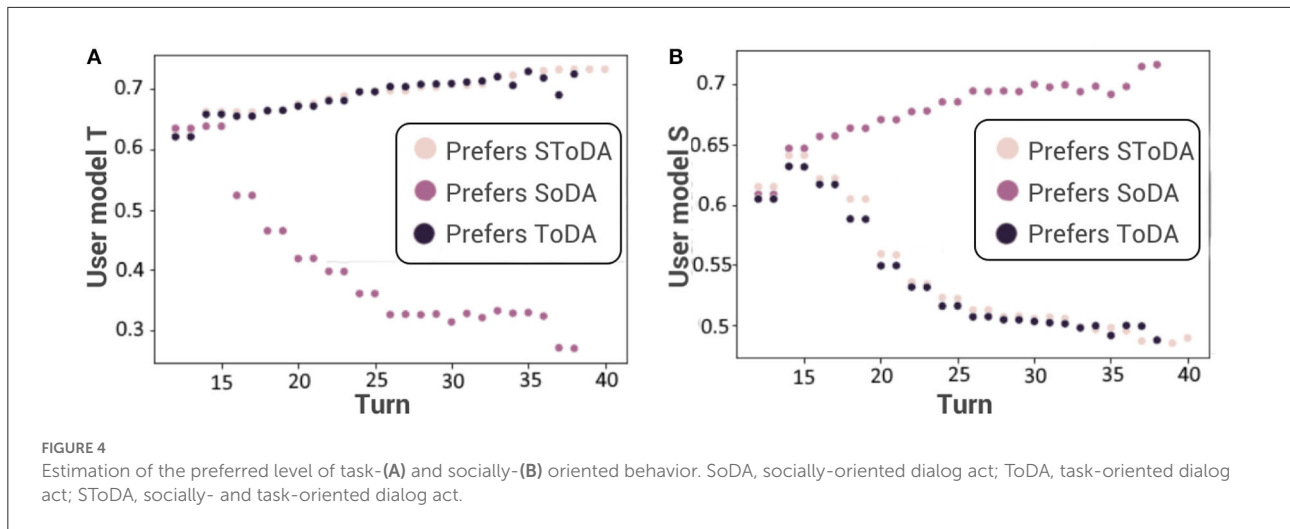 A
B
0.7
0.6
0.5
0.4
0.3
User model T
Prefers SToDA
Prefers SoDA
Prefers ToDA
15 20 25 30 35 40
Turn
0.7
0.65
0.6
0.55
0.5
User model S
Prefers SToDA
Prefers SoDA
Prefers ToDA
15 20 25 30 35 40
Turn
FIGURE 4
Estimation of the preferred level of task-(A) and socially-(B) oriented behavior. SoDA, socially-oriented dialog act; ToDA, task-oriented dialog
act; SToDA, socially- and task-oriented dialog act.